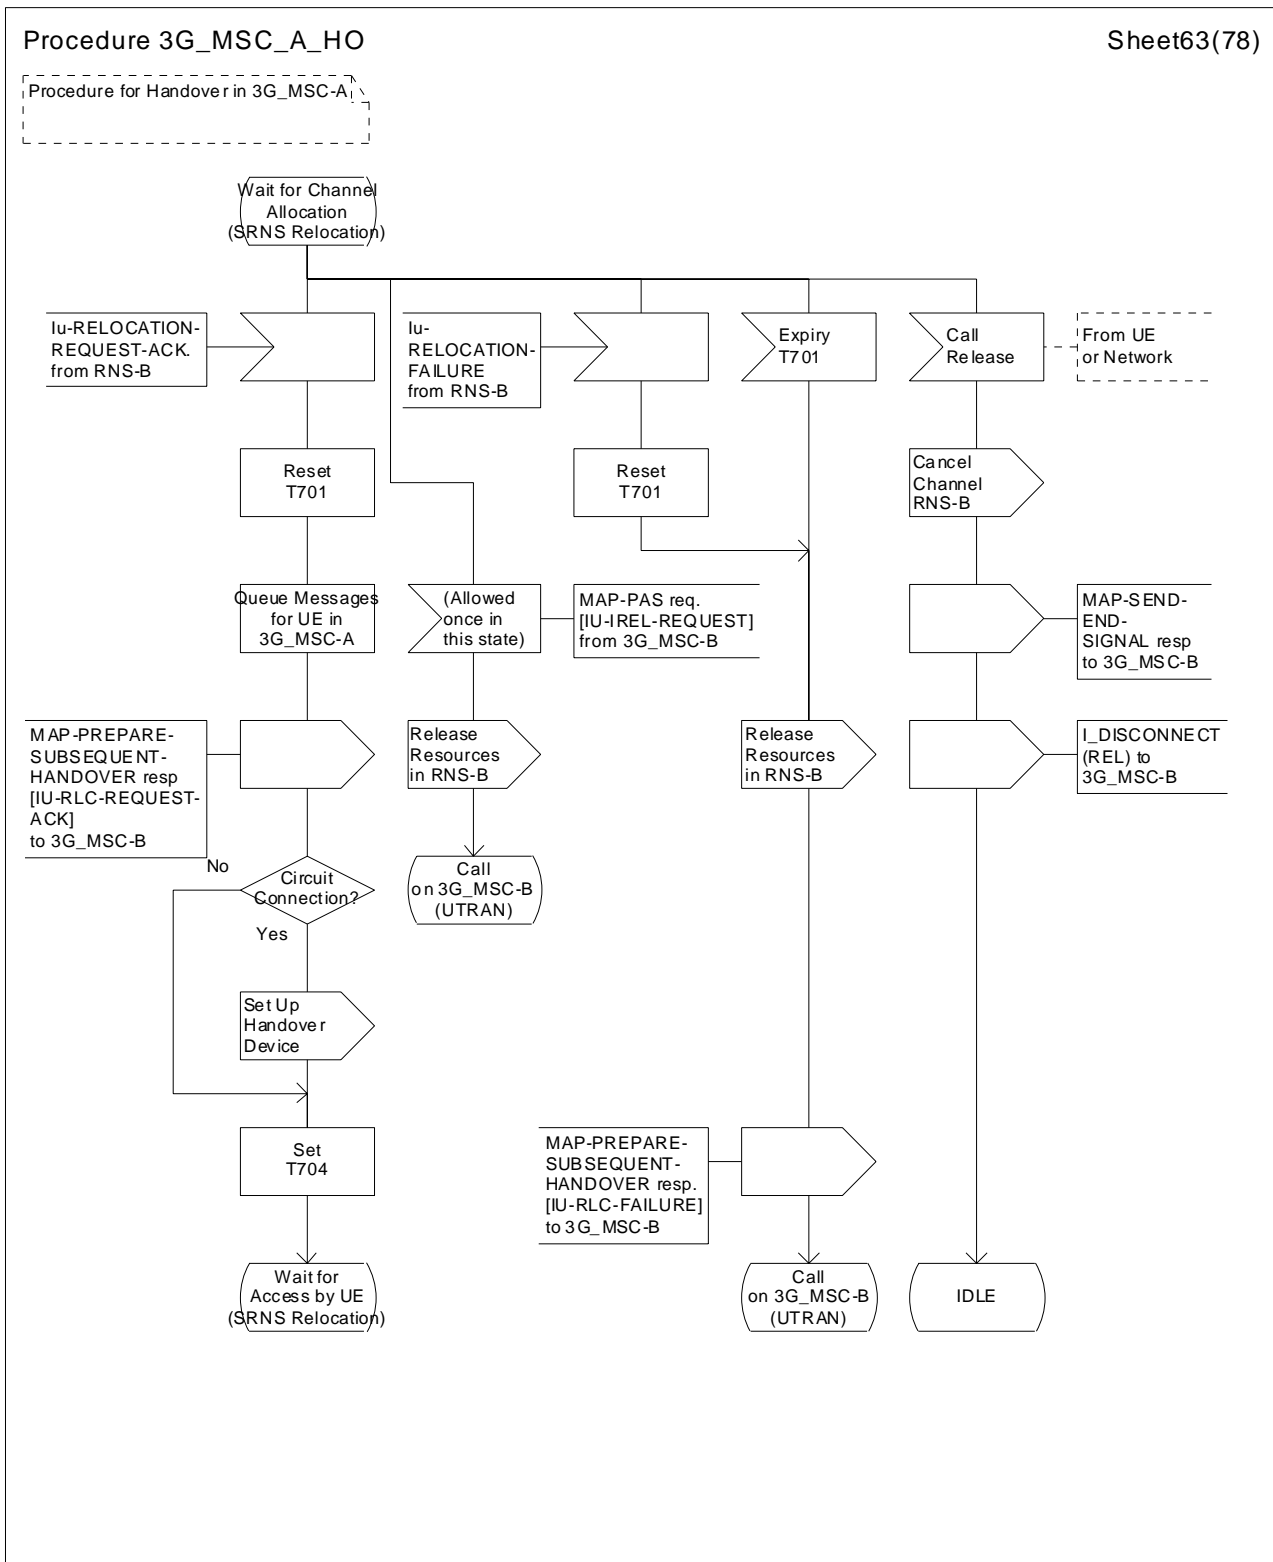 Procedure 3G_MSC_A_HO
Sheet63(78)
Procedure for Handover in 3G_MSC-A
Wait for Channel
Allocation
(SRNS Relocation)
Iu-RELOCATION-
REQUEST-ACK.
from RNS-B
Iu-
RELOCATION-
FAILURE
from RNS-B
Expiry
T701
Call
Release
From UE
or Network
Reset
T701
Reset
T701
Cancel
Channel
RNS-B
Queue Messages
for UE in
3G_MSC-A
(Allowed
once in
this state)
MAP-PAS req.
[IU-IREL-REQUEST]
from 3G_MSC-B
MAP-SEND-
END-
SIGNAL resp
to 3G_MSC-B
MAP-PREPARE-
SUBSEQUENT-
HANDOVER resp
[IU-RLC-REQUEST-
ACK]
to 3G_MSC-B
Release
Resources
in RNS-B
Release
Resources
in RNS-B
I_DISCONNECT
(REL) to
3G_MSC-B
No
Circuit
Connection?
Yes
Call
on 3G_MSC-B
(UTRAN)
Set Up
Handover
Device
Set
T704
MAP-PREPARE-
SUBSEQUENT-
HANDOVER resp.
[IU-RLC-FAILURE]
to 3G_MSC-B
Wait for
Access by UE
(SRNS Relocation)
Call
on 3G_MSC-B
(UTRAN)
IDLE